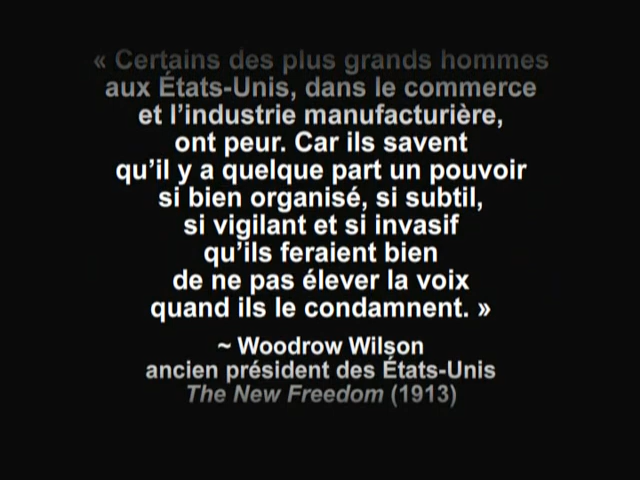 « Certains des plus grands hommes
aux États-Unis, dans le commerce
et l’industrie manufacturière,
ont peur. Car ils savent
qu’il y a quelque part un pouvoir
si bien organisé, si subtil,
si vigilant et si invasif
qu’ils feraient bien
de ne pas élever la voix
quand ils le condamnent. »
~ Woodrow Wilson
ancien président des États-Unis
The New Freedom (1913)